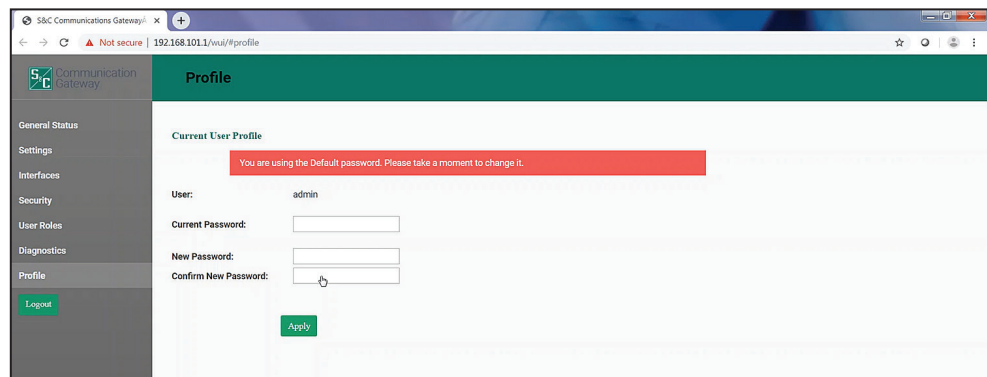 S&C Communications Gateway
Not secure | 192.168.101.1/wui/#profile
S&C Communication Gateway
Profile
General Status
Settings
Interfaces
Security
User Roles
Diagnostics
Profile
Logout
Current User Profile
You are using the Default password. Please take a moment to change it.
User: admin
Current Password:
New Password:
Confirm New Password:
Apply